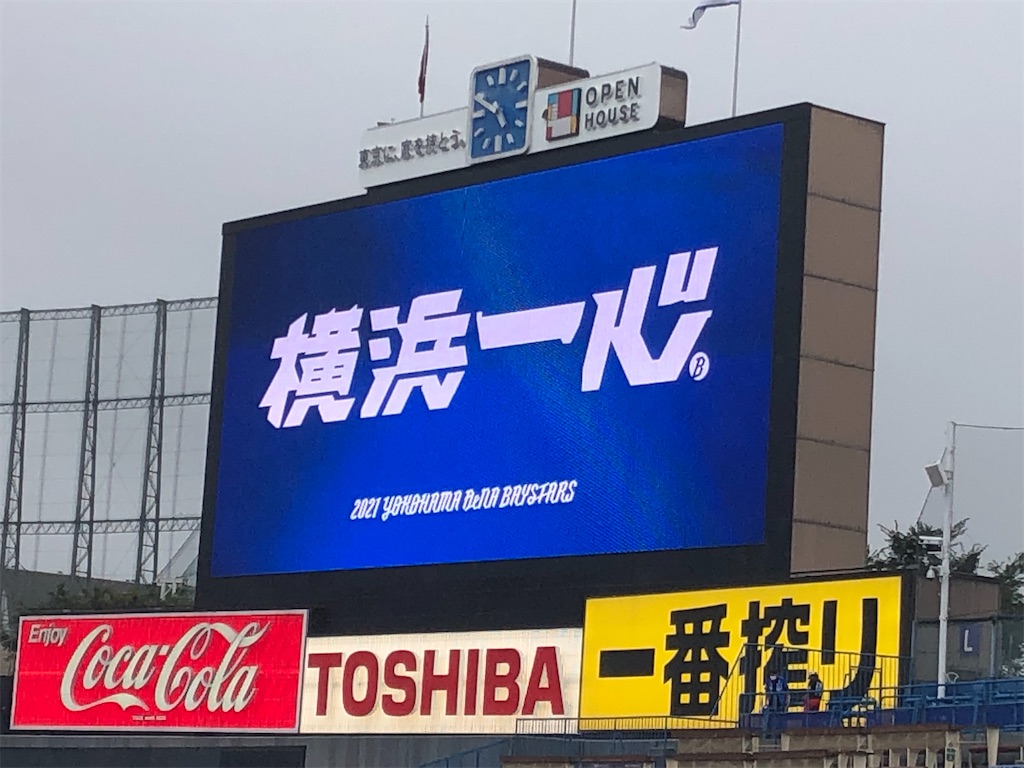 東京に、家を持とう。
OPEN
HOUSE
横浜一心
B
2021 YOKOHAMA DeNA BAYSTARS
Enjoy
Coca-Cola
TOSHIBA
一番搾り
L